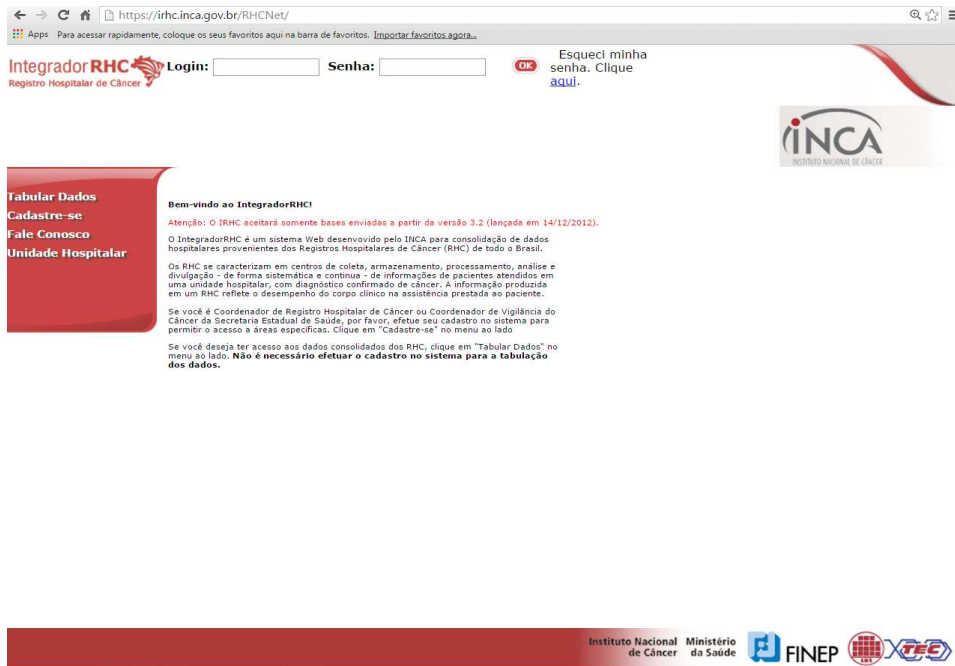 https://irhc.inca.gov.br/RHCNet/
Apps Para acessar rapidamente, coloque os seus favoritos aqui na barra de favoritos. Importar favoritos agora...
Integrador RHC
Registro Hospitalar de Câncer
Login:
Senha:
OK
Esqueci minha
senha. Clique
aqui.
INCA
INSTITUTO NACIONAL DE CÂNCER
Tabular Dados
Cadastre-se
Fale Conosco
Unidade Hospitalar
Bem-vindo ao IntegradorRHC!
Atenção: O IRHC aceitará somente bases enviadas a partir da versão 3.2 (lançada em 14/12/2012).
O IntegradorRHC é um sistema Web desenvovido pelo INCA para consolidação de dados
hospitalares provenientes dos Registros Hospitalares de Câncer (RHC) de todo o Brasil.
Os RHC se caracterizam em centros de coleta, armazenamento, processamento, análise e
divulgação - de forma sistemática e continua - de informações de pacientes atendidos em
uma unidade hospitalar, com diagnóstico confirmado de câncer. A informação produzida
em um RHC reflete o desempenho do corpo clínico na assistência prestada ao paciente.
Se você é Coordenador de Registro Hospitalar de Câncer ou Coordenador de Vigilância do
Câncer da Secretaria Estadual de Saúde, por favor, efetue seu cadastro no sistema para
permitir o acesso a áreas específicas. Clique em "Cadastre-se" no menu ao lado
Se você deseja ter acesso aos dados consolidados dos RHC, clique em "Tabular Dados" no
menu ao lado. Não é necessário efetuar o cadastro no sistema para a tabulação
dos dados.
Instituto Nacional
de Câncer
Ministério
da Saúde
FINEP
INT
XTEC